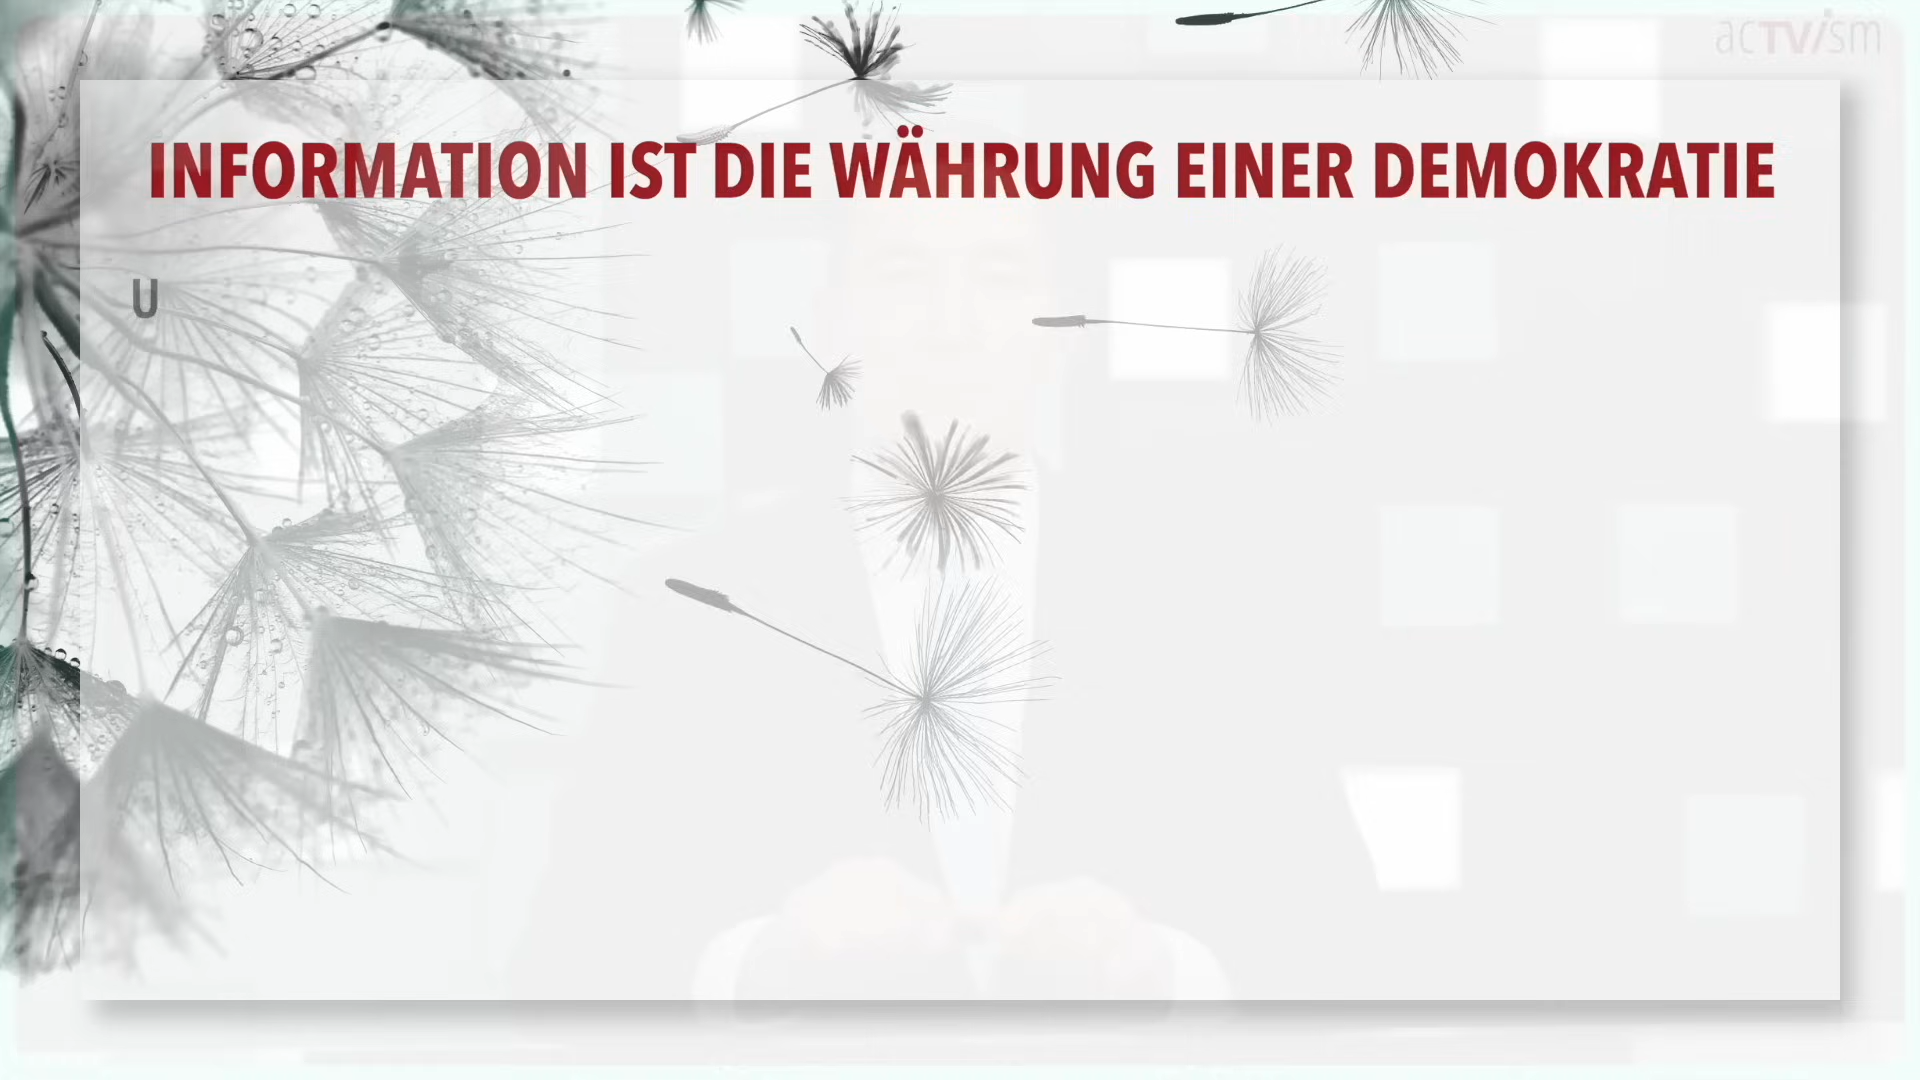 acTVism
INFORMATION IST DIE WÄHRUNG EINER DEMOKRATIE
U